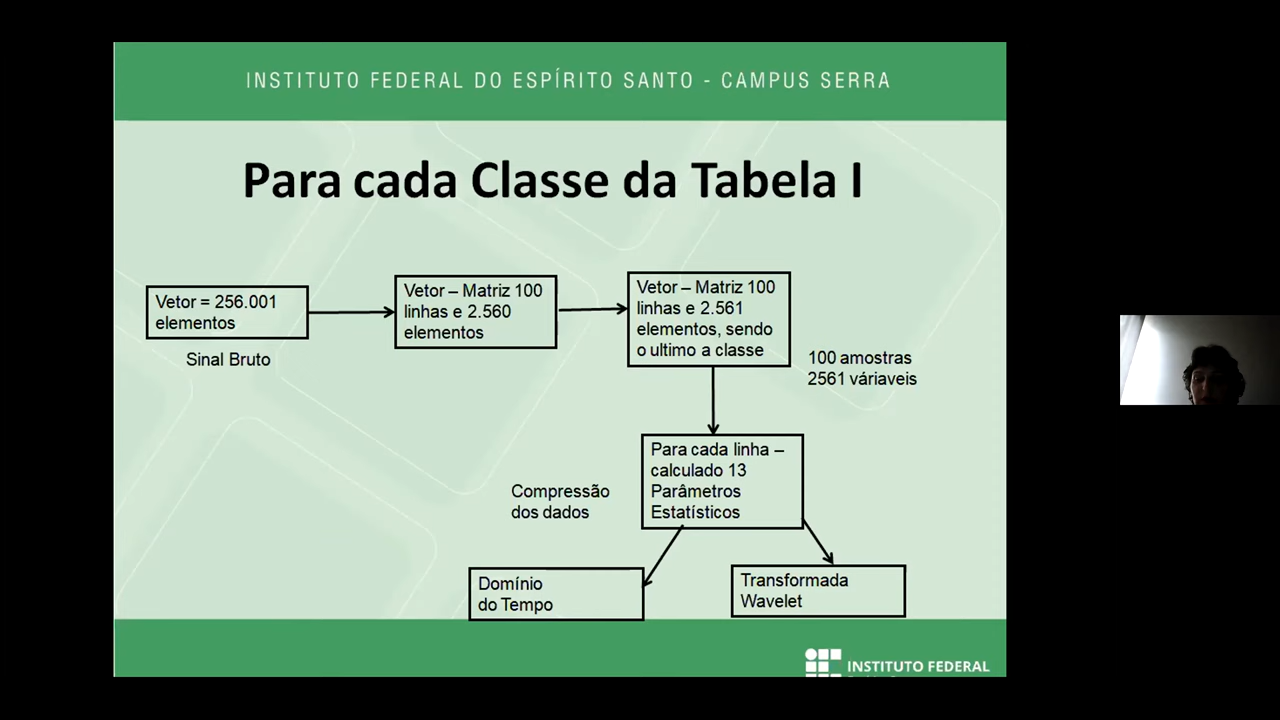 INSTITUTO FEDERAL DO ESPÍRITO SANTO - CAMPUS SERRA
Para cada Classe da Tabela I
Vetor = 256.001
elementos
Sinal Bruto
Vetor – Matriz 100
linhas e 2.560
elementos
Vetor – Matriz 100
linhas e 2.561
elementos, sendo
o ultimo a classe
100 amostras
2561 váriaveis
Para cada linha –
calculado 13
Parâmetros
Estatísticos
Compressão
dos dados
Domínio
do Tempo
Transformada
Wavelet
INSTITUTO FEDERAL